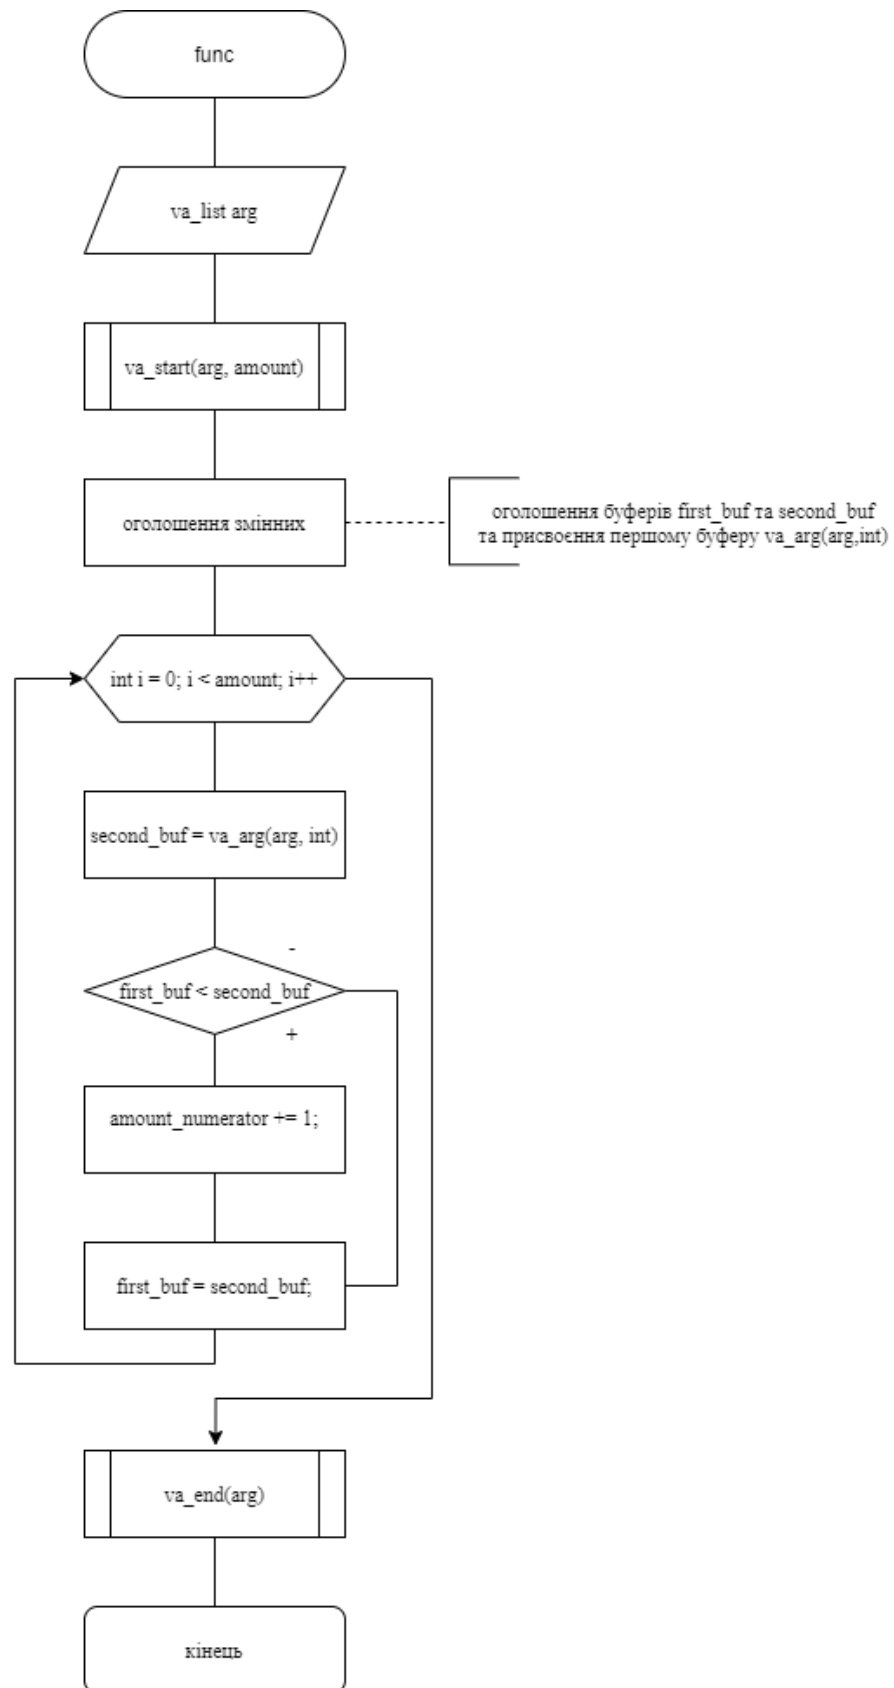 func
va_list arg
va_start(arg, amount)
оголошення змінних
оголошення буферів first_buf та second_buf
та присвоєння першому буферу va_arg(arg,int)
int i = 0; i < amount; i++
second_buf = va_arg(arg, int)
-
first_buf < second_buf
+
amount_numerator += 1;
first_buf = second_buf;
va_end(arg)
кінець